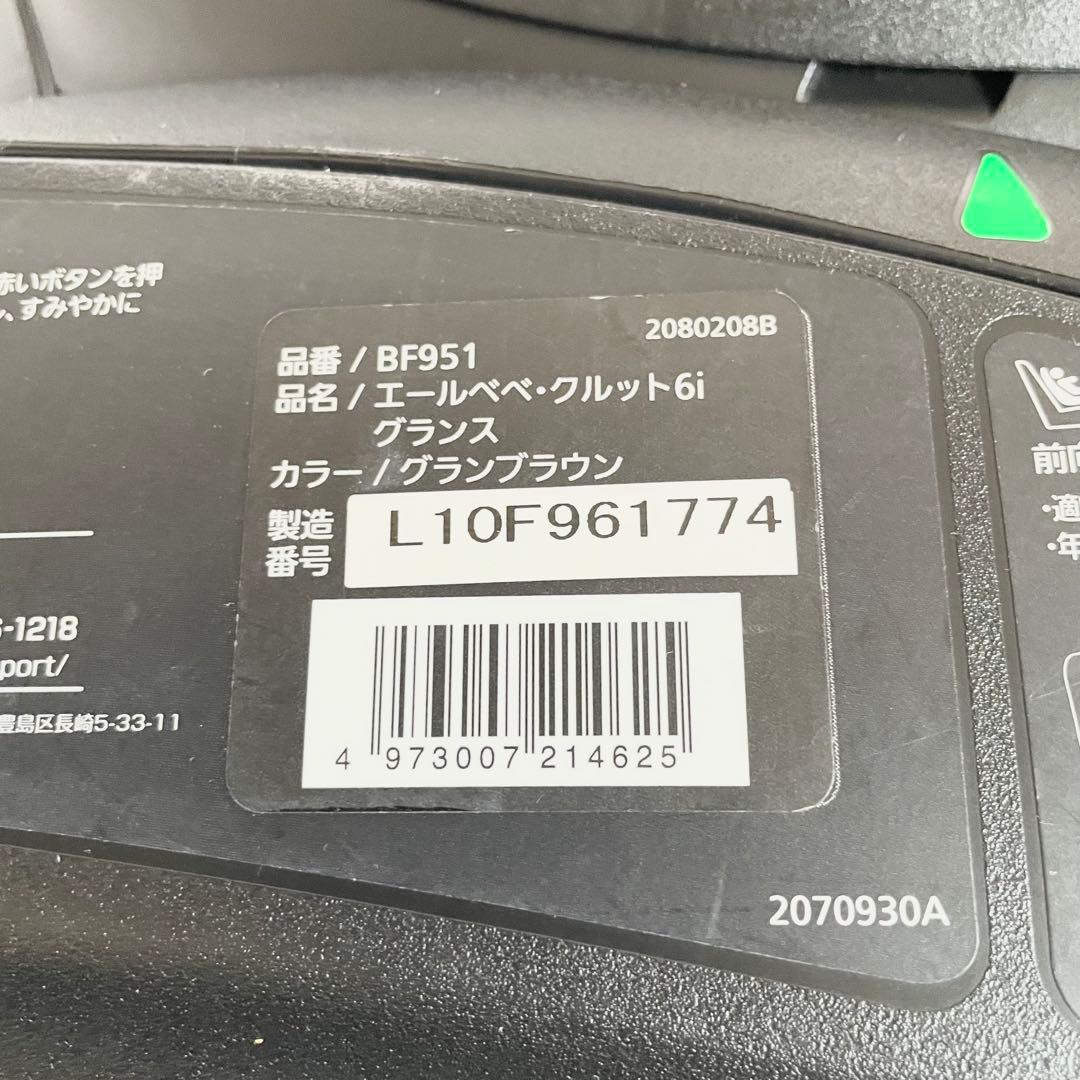 赤いボタンを押
し、すみやかに
2080208B
品番 / BF951
品名 / エールベベ・クルット6i
グランス
カラー / グランブラウン
製造
番号
L10F961774
4 973007 214625
6-1218
port/
豊島区長崎5-33-11
2070930A
前向
・適
・年